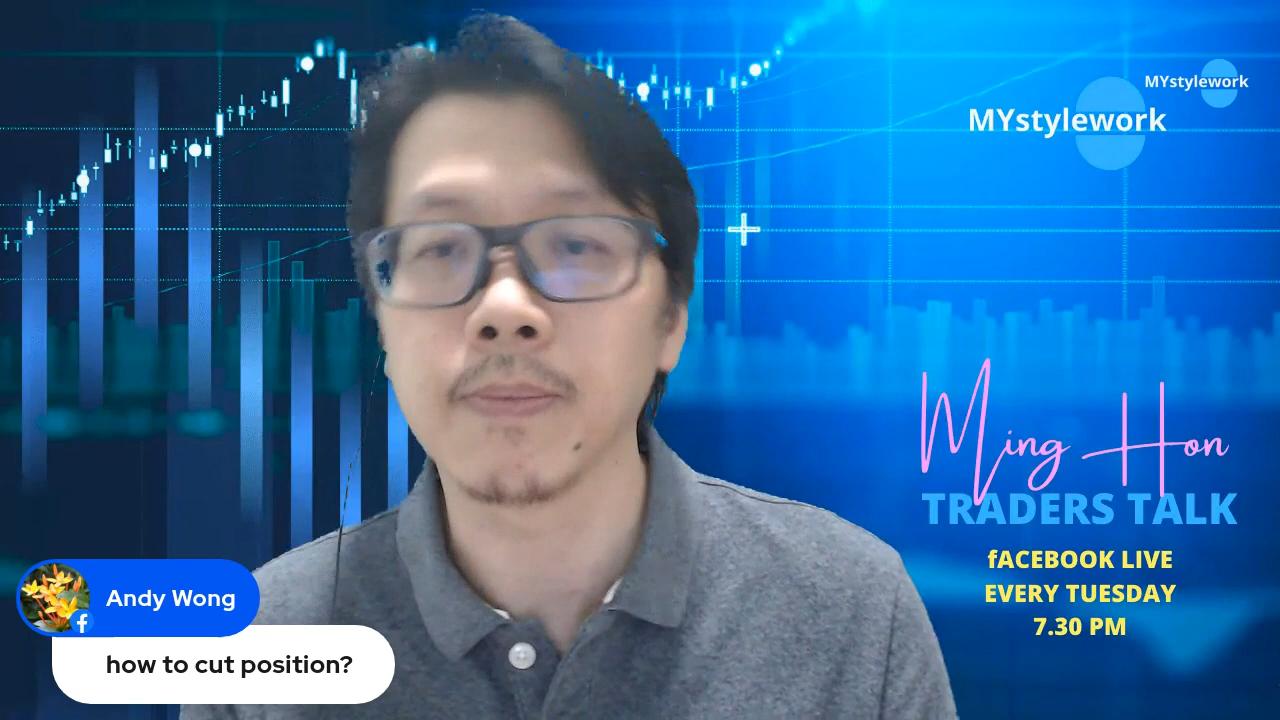 MYstylework
MYstylework
Ming Hon
TRADERS TALK
fACEBOOK LIVE
EVERY TUESDAY
7.30 PM
Andy Wong
how to cut position?